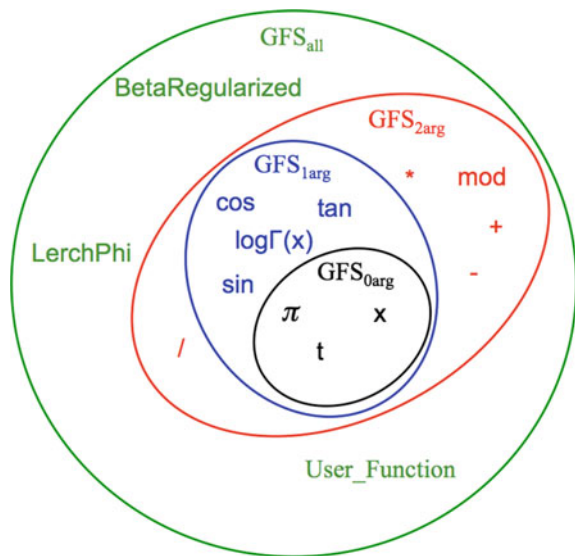 GFSall
BetaRegularized
GFS2arg
GFS1arg
* mod
cos tan
+
logΓ(x)
LerchPhi
GFS0arg
-
sin
π x
t
/
User_Function